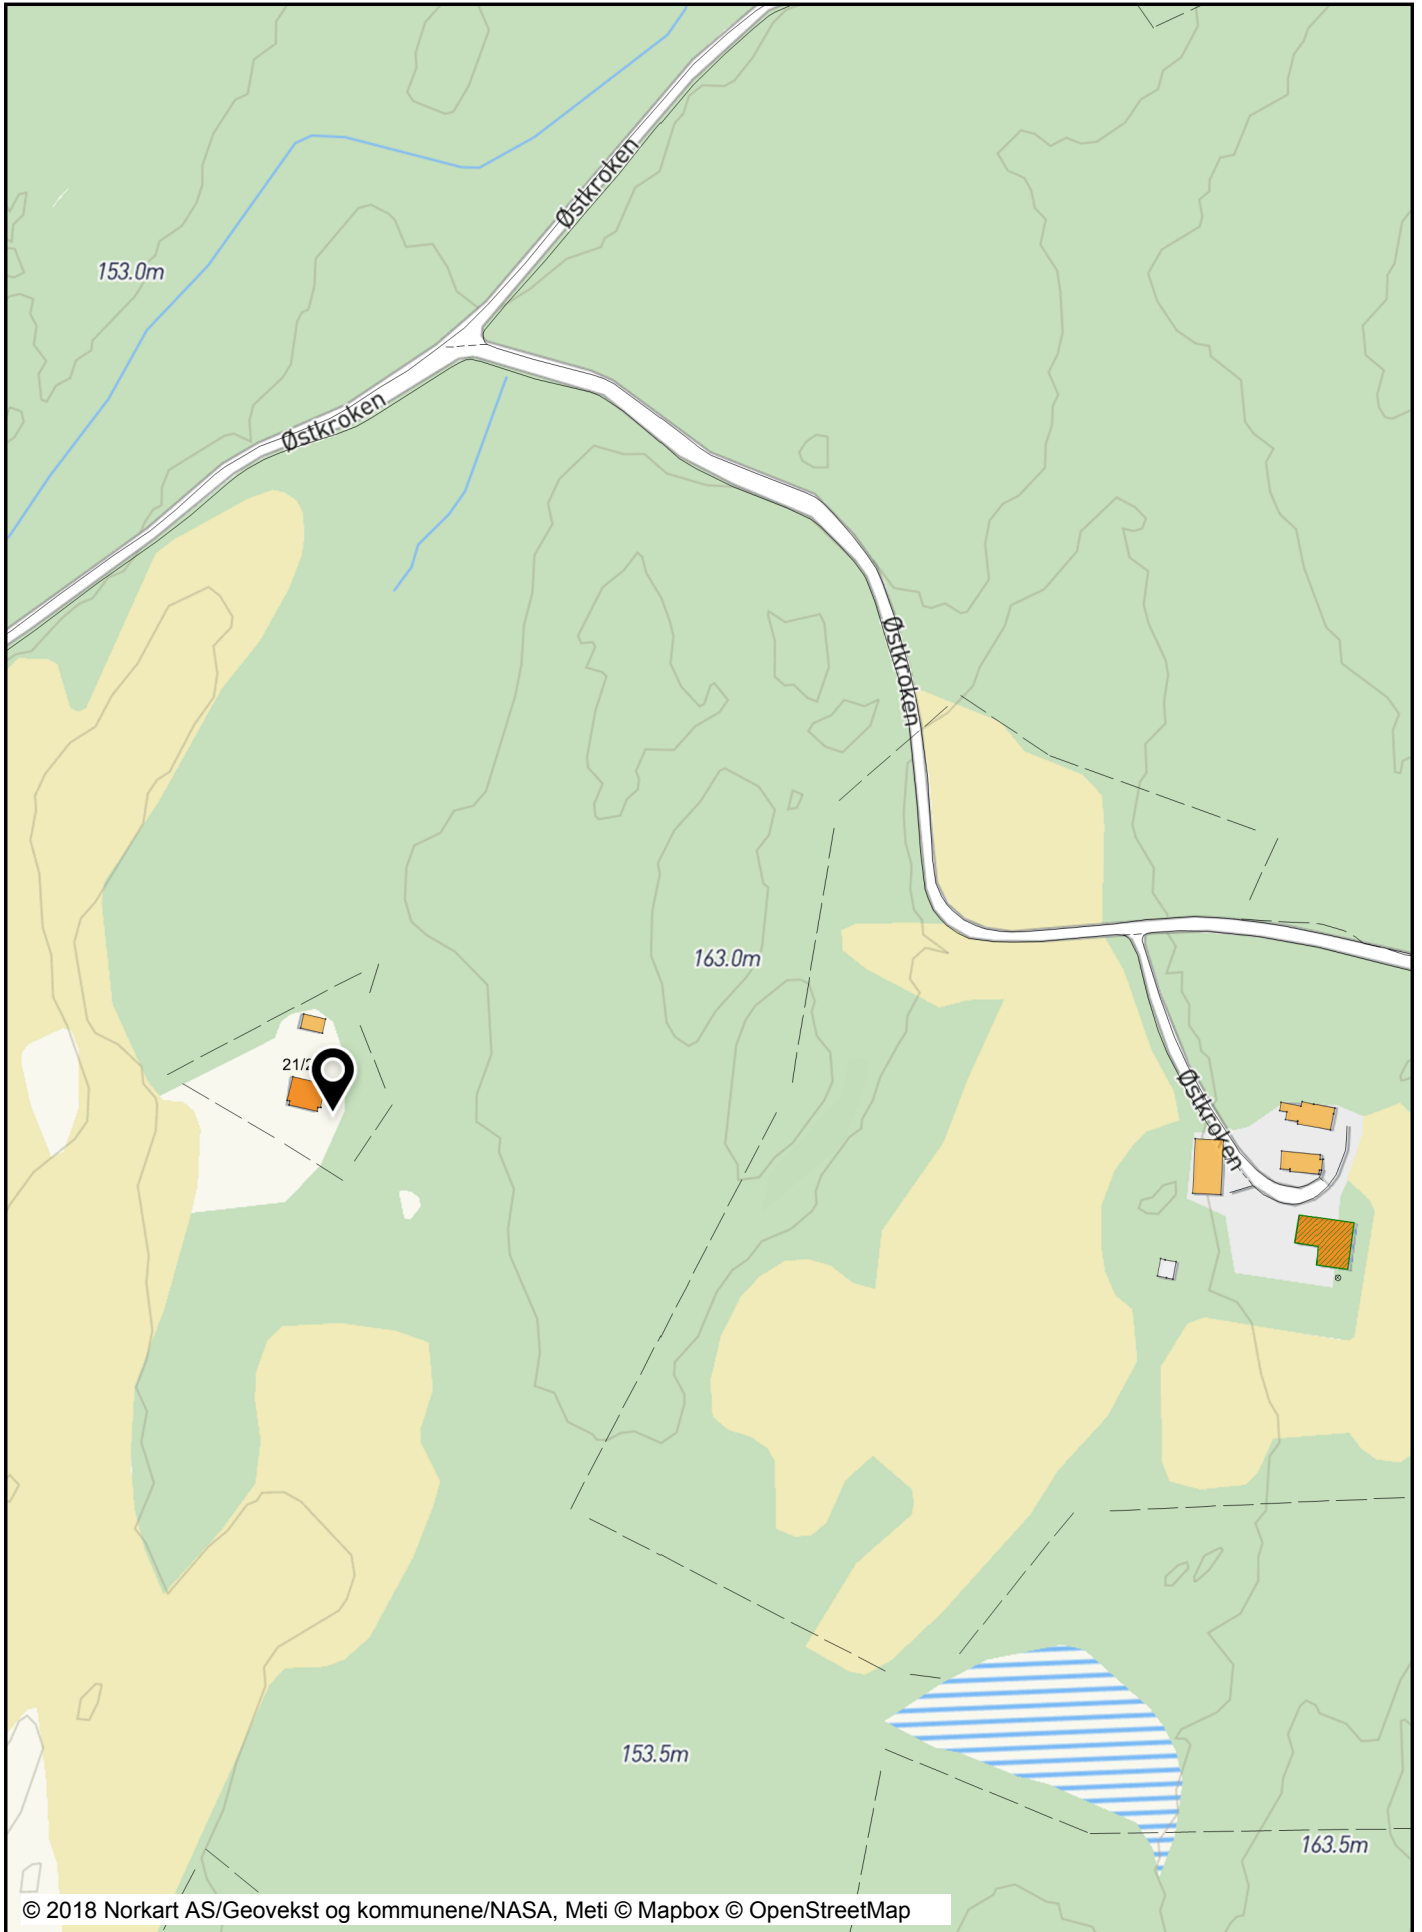 Østkroken
153.0m
Østkroken
Østkroken
163.0m
Østkroken
153.5m
163.5m
© 2018 Norkart AS/Geovekst og kommunene/NASA, Meti © Mapbox © OpenStreetMap